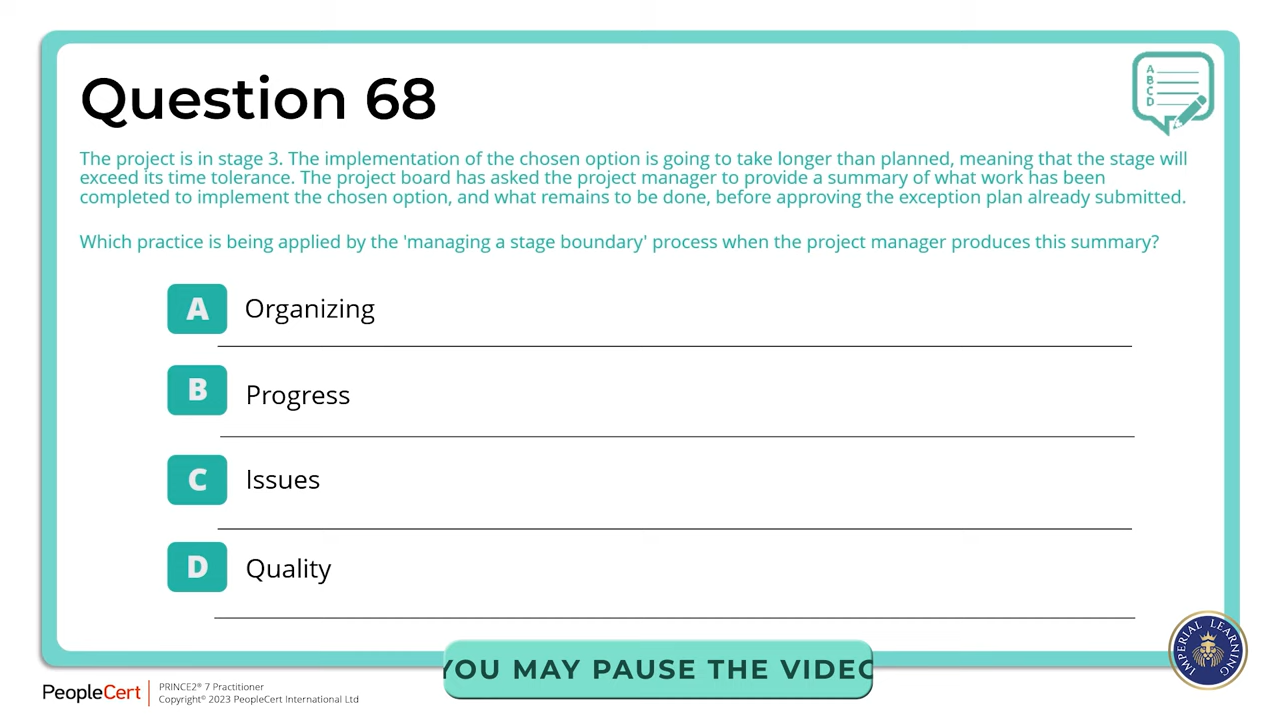 Question 68
A
B
C
D
The project is in stage 3. The implementation of the chosen option is going to take longer than planned, meaning that the stage will
exceed its time tolerance. The project board has asked the project manager to provide a summary of what work has been
completed to implement the chosen option, and what remains to be done, before approving the exception plan already submitted.
Which practice is being applied by the 'managing a stage boundary' process when the project manager produces this summary?
A Organizing
B Progress
C Issues
D Quality
YOU MAY PAUSE THE VIDEO
IMPERIAL LEARNING
PeopleCert
PRINCE2® 7 Practitioner
Copyright© 2023 PeopleCert International Ltd